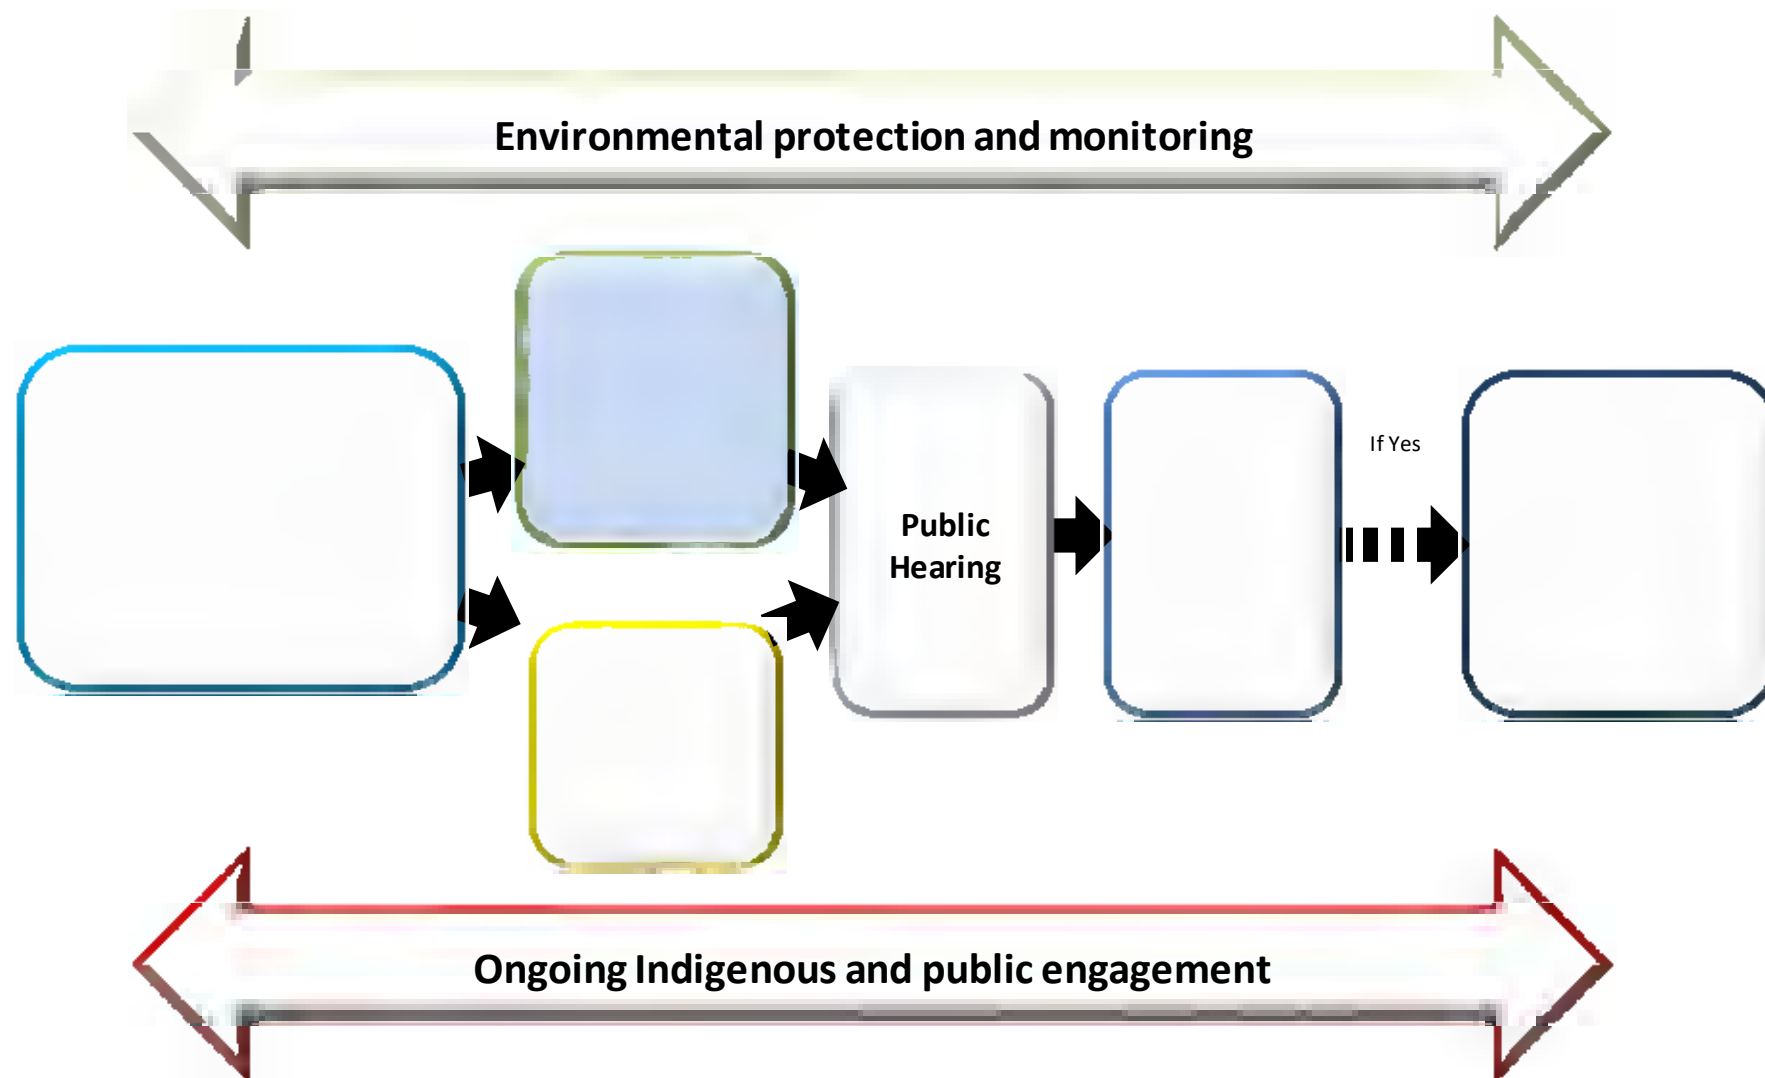 Environmental protection and monitoring
If Yes
Public
Hearing
Ongoing Indigenous and public engagement